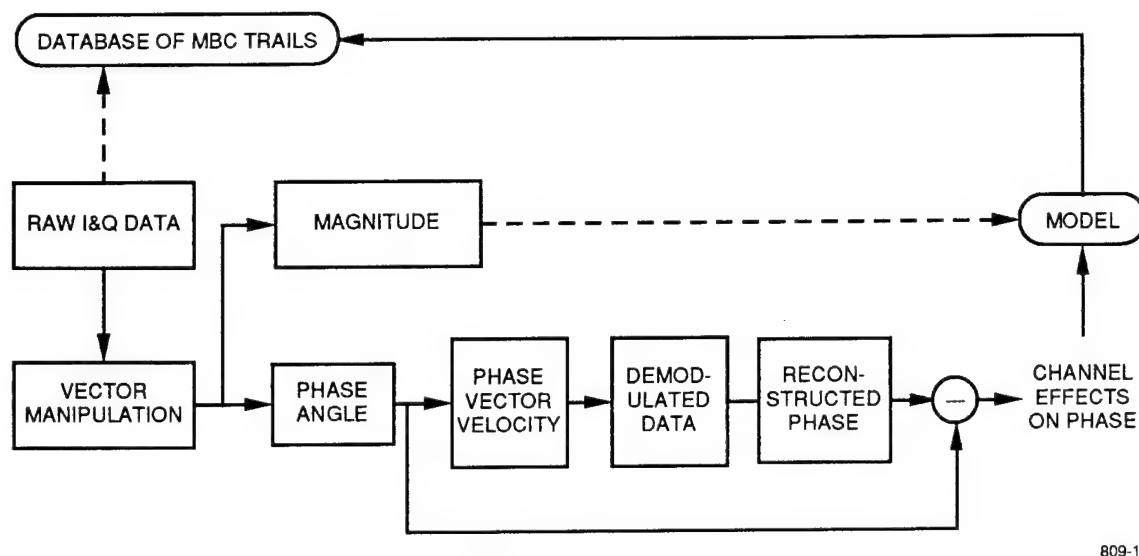 DATABASE OF MBC TRAILS
RAW I&Q DATA
MAGNITUDE
MODEL
VECTOR
MANIPULATION
PHASE
ANGLE
PHASE
VECTOR
VELOCITY
DEMOD-
ULATED
DATA
RECON-
STRUCTED
PHASE
—
CHANNEL
EFFECTS
ON PHASE
809-1